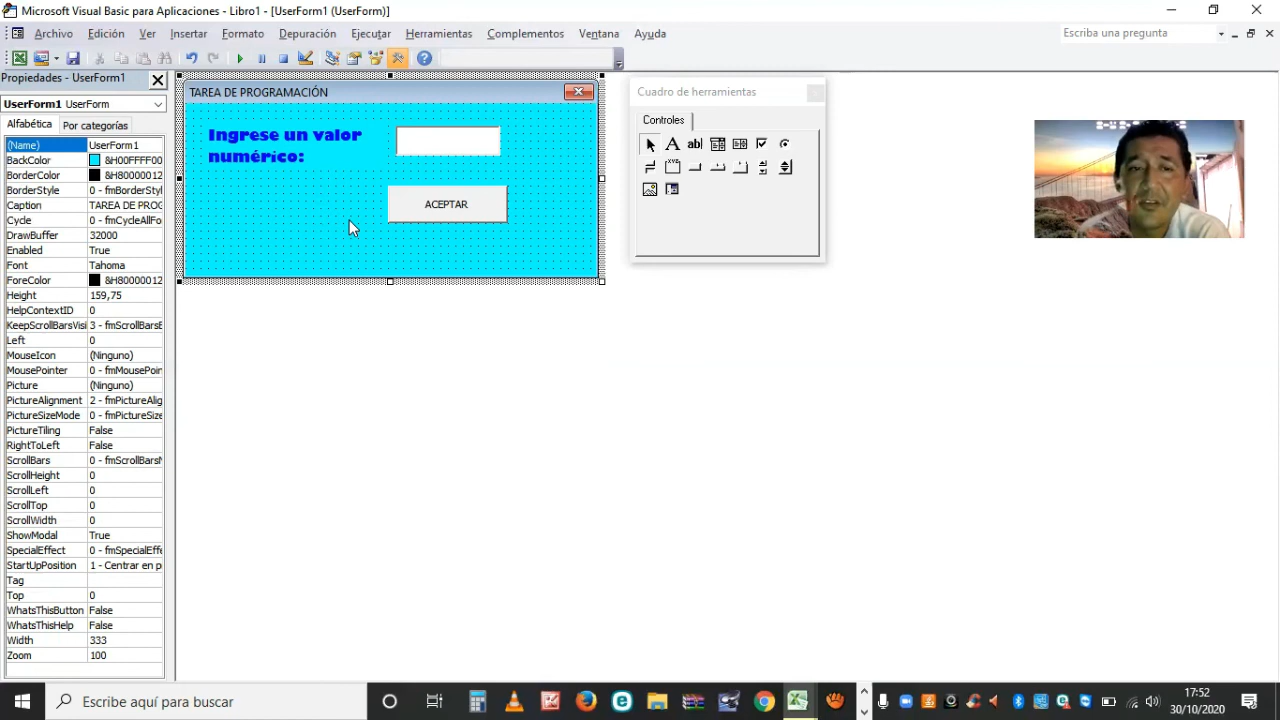 Microsoft Visual Basic para Aplicaciones - Libro1 - [UserForm1 (UserForm)]
Archivo Edición Ver Insertar Formato Depuración Ejecutar Herramientas Complementos Ventana Ayuda
Escriba una pregunta
Propiedades - UserForm1
UserForm1 UserForm
Alfabética Por categorías
(Name) UserForm1
BackColor &H00FFFF00
BorderColor &H80000012
BorderStyle 0 - fmBorderStyl
Caption TAREA DE PROG
Cycle 0 - fmCycleAllFo
DrawBuffer 32000
Enabled True
Font Tahoma
ForeColor &H80000012
Height 159,75
HelpContextID 0
KeepScrollBarsVisi 3 - fmScrollBarsB
Left 0
MouseIcon (Ninguno)
MousePointer 0 - fmMousePoin
Picture (Ninguno)
PictureAlignment 2 - fmPictureAlig
PictureSizeMode 0 - fmPictureSize
PictureTiling False
RightToLeft False
ScrollBars 0 - fmScrollBarsN
ScrollHeight 0
ScrollLeft 0
ScrollTop 0
ScrollWidth 0
ShowModal True
SpecialEffect 0 - fmSpecialEffe
StartUpPosition 1 - Centrar en p
Tag
Top 0
WhatsThisButton False
WhatsThisHelp False
Width 333
Zoom 100
TAREA DE PROGRAMACIÓN
Ingrese un valor
numérico:
ACEPTAR
Cuadro de herramientas
Controles
A ab|
Escribe aquí para buscar
17:52
30/10/2020